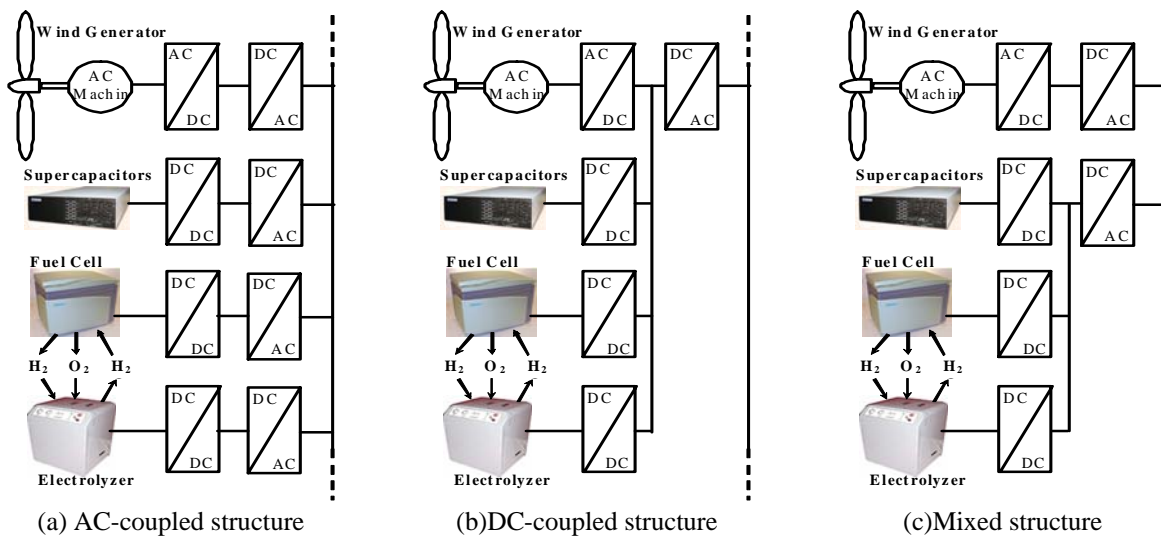 Wind Generator
AC
Machin
AC
DC
DC
AC
Supercapacitors
DC
DC
DC
AC
Fuel Cell
DC
DC
DC
AC
H2 O2 H2
DC
DC
DC
AC
Electrolyzer
(a) AC-coupled structure
Wind Generator
AC
Machin
AC
DC
DC
AC
Supercapacitors
DC
DC
Fuel Cell
DC
DC
H2 O2 H2
DC
DC
Electrolyzer
(b)DC-coupled structure
Wind Generator
AC
Machin
AC
DC
DC
AC
Supercapacitors
DC
DC
DC
AC
Fuel Cell
DC
DC
H2 O2 H2
DC
DC
Electrolyzer
(c)Mixed structure